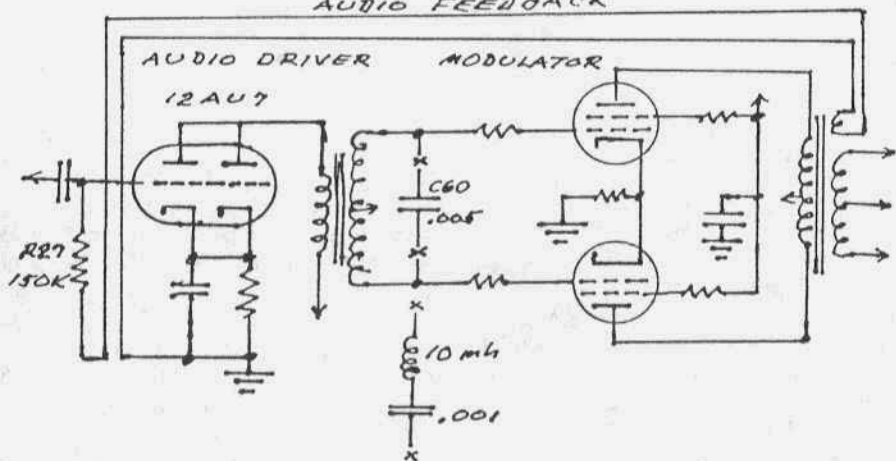 AUDIO FEEDBACK
AUDIO DRIVER MODULATOR
12AU7
C60
.005
R27
150K
10 mh
.001